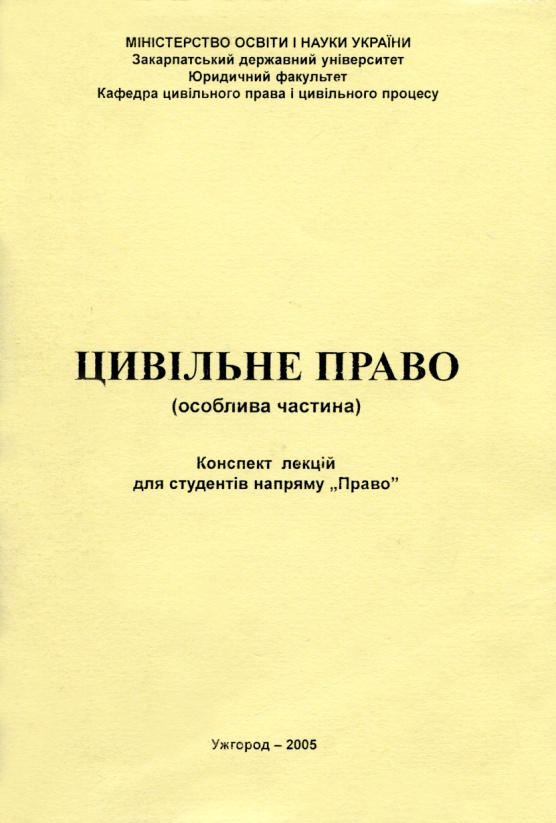 МІНІСТЕРСТВО ОСВІТИ І НАУКИ УКРАЇНИ
Закарпатський державний університет
Юридичний факультет
Кафедра цивільного права і цивільного процесу
ЦИВІЛЬНЕ ПРАВО
(особлива частина)
Конспект лекцій
для студентів напряму „Право”
Ужгород – 2005